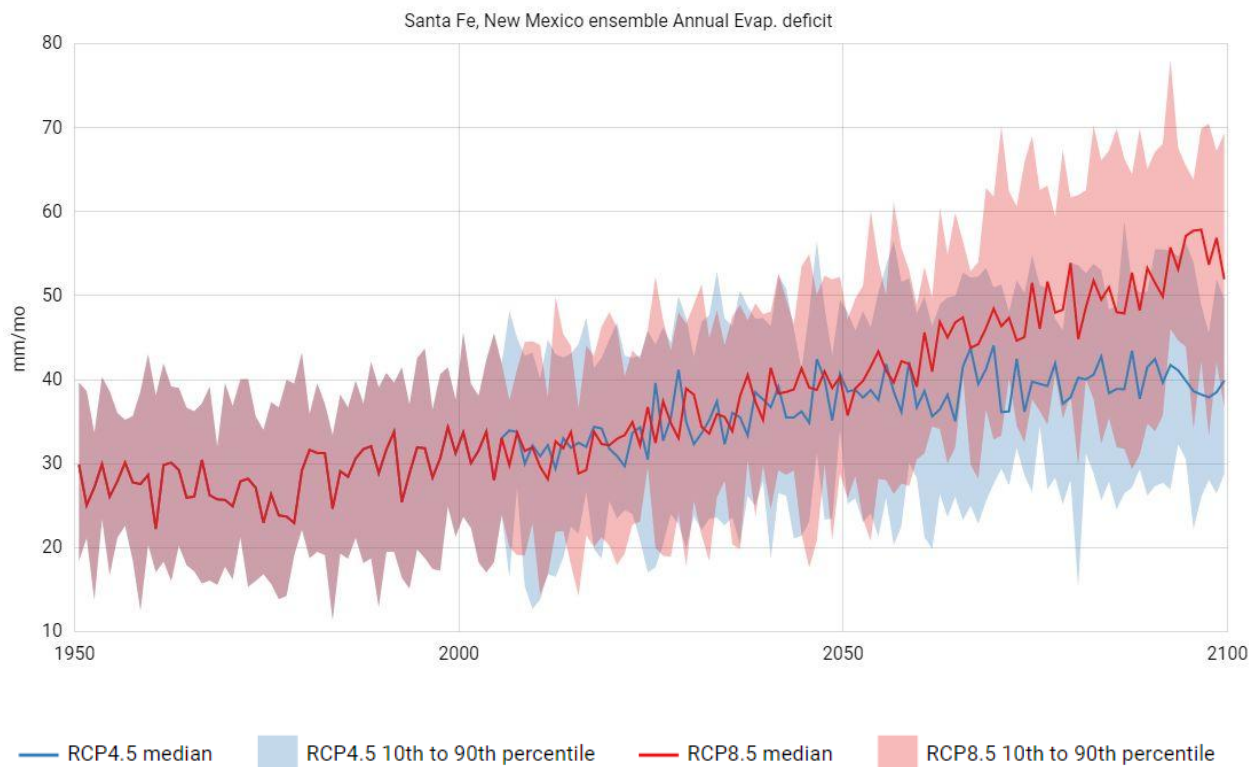 Santa Fe, New Mexico ensemble Annual Evap. deficit
80
70
60
50
40
30
20
10
mm/mo
1950 2000 2050 2100
RCP4.5 median RCP4.5 10th to 90th percentile RCP8.5 median RCP8.5 10th to 90th percentile